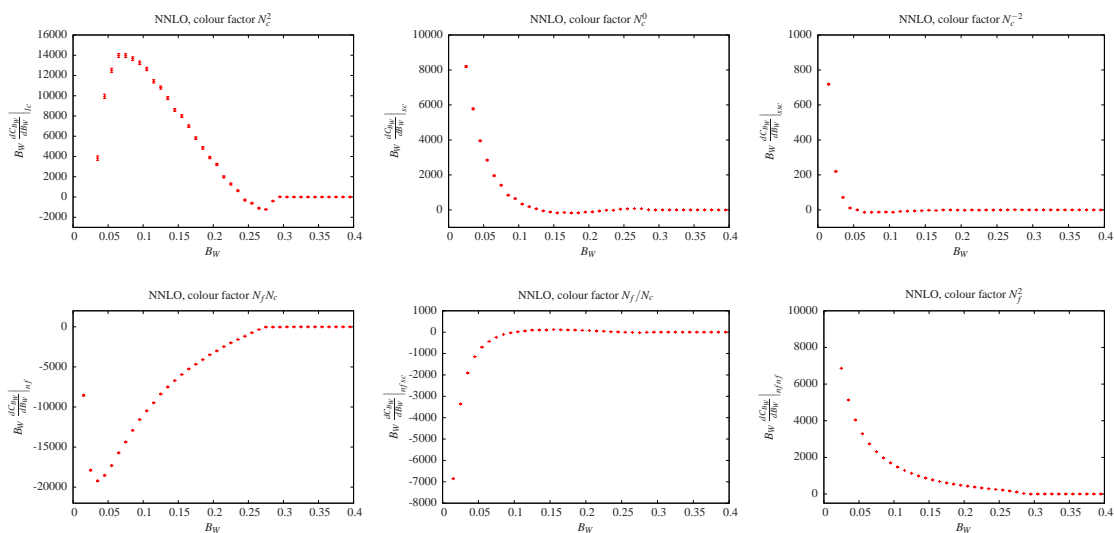 NNLO, colour factor N_c^2
16000
14000
12000
10000
8000
6000
4000
2000
0
-2000
B_W dC_{B_W}/dB_W |_{lc}
0 0.05 0.1 0.15 0.2 0.25 0.3 0.35 0.4
B_W
NNLO, colour factor N_c^0
10000
8000
6000
4000
2000
0
B_W dC_{B_W}/dB_W |_{sc}
0 0.05 0.1 0.15 0.2 0.25 0.3 0.35 0.4
B_W
NNLO, colour factor N_c^{-2}
1000
800
600
400
200
0
B_W dC_{B_W}/dB_W |_{ssc}
0 0.05 0.1 0.15 0.2 0.25 0.3 0.35 0.4
B_W
NNLO, colour factor N_f N_c
0
-5000
-10000
-15000
-20000
B_W dC_{B_W}/dB_W |_{nf}
0 0.05 0.1 0.15 0.2 0.25 0.3 0.35 0.4
B_W
NNLO, colour factor N_f/N_c
1000
0
-1000
-2000
-3000
-4000
-5000
-6000
-7000
-8000
B_W dC_{B_W}/dB_W |_{nfsc}
0 0.05 0.1 0.15 0.2 0.25 0.3 0.35 0.4
B_W
NNLO, colour factor N_f^2
10000
8000
6000
4000
2000
0
B_W dC_{B_W}/dB_W |_{nfnf}
0 0.05 0.1 0.15 0.2 0.25 0.3 0.35 0.4
B_W